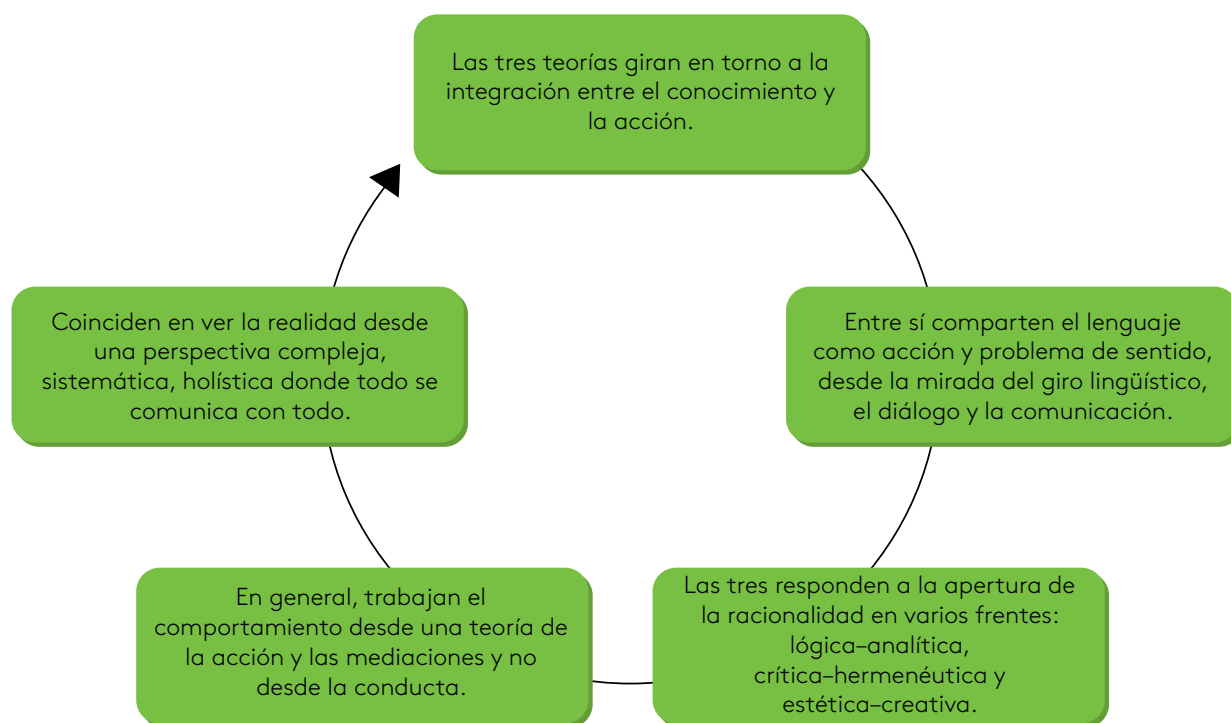 Las tres teorías giran en torno a la
integración entre el conocimiento y
la acción.
Entre sí comparten el lenguaje
como acción y problema de sentido,
desde la mirada del giro lingüístico,
el diálogo y la comunicación.
Las tres responden a la apertura de
la racionalidad en varios frentes:
lógica–analítica,
crítica–hermenéutica y
estética–creativa.
En general, trabajan el
comportamiento desde una teoría de
la acción y las mediaciones y no
desde la conducta.
Coinciden en ver la realidad desde
una perspectiva compleja,
sistemática, holística donde todo se
comunica con todo.